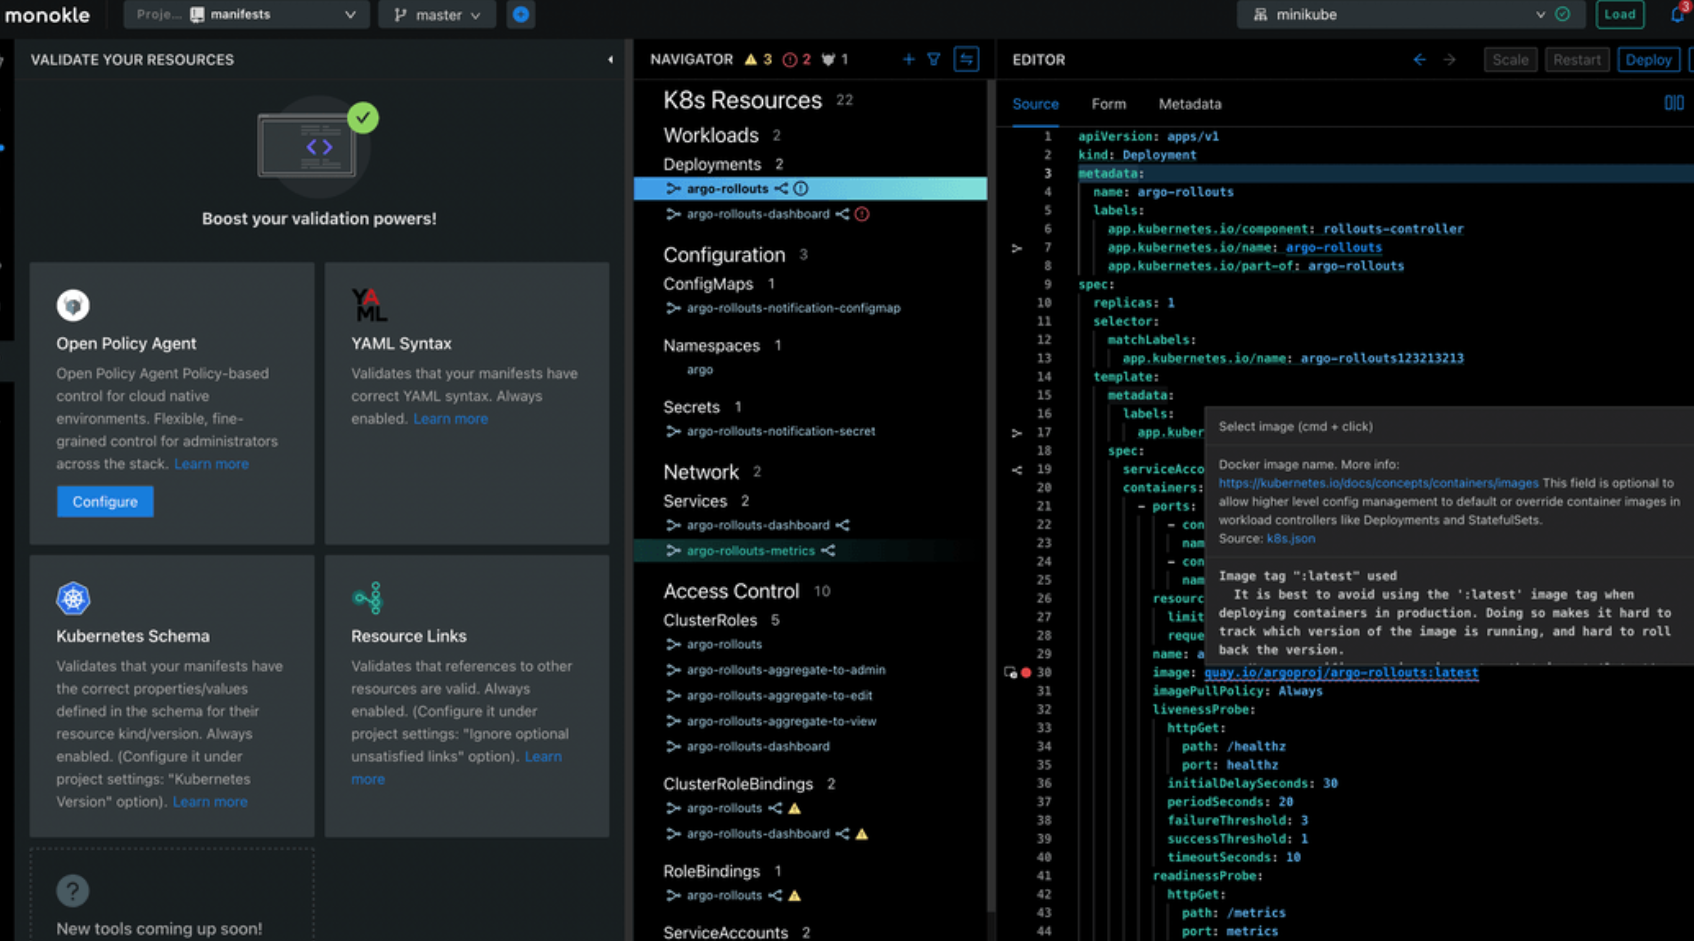 monokle
Proje... manifests
master
minikube
Load
3
VALIDATE YOUR RESOURCES
Boost your validation powers!
Open Policy Agent
Open Policy Agent Policy-based
control for cloud native
environments. Flexible, fine-
grained control for administrators
across the stack. Learn more
Configure
YAML
YAML Syntax
Validates that your manifests have
correct YAML syntax. Always
enabled. Learn more
Kubernetes Schema
Validates that your manifests have
the correct properties/values
defined in the schema for their
resource kind/version. Always
enabled. (Configure it under
project settings: "Kubernetes
Version" option). Learn more
Resource Links
Validates that references to other
resources are valid. Always
enabled. (Configure it under
project settings: "Ignore optional
unsatisfied links" option). Learn
more
?
New tools coming up soon!
NAVIGATOR 3 2 1
K8s Resources 22
Workloads 2
Deployments 2
argo-rollouts
argo-rollouts-dashboard
Configuration 3
ConfigMaps 1
argo-rollouts-notification-configmap
Namespaces 1
argo
Secrets 1
argo-rollouts-notification-secret
Network 2
Services 2
argo-rollouts-dashboard
argo-rollouts-metrics
Access Control 10
ClusterRoles 5
argo-rollouts
argo-rollouts-aggregate-to-admin
argo-rollouts-aggregate-to-edit
argo-rollouts-aggregate-to-view
argo-rollouts-dashboard
ClusterRoleBindings 2
argo-rollouts
argo-rollouts-dashboard
RoleBindings 1
argo-rollouts
ServiceAccounts 2
EDITOR
Scale Restart Deploy
Source Form Metadata
1 apiVersion: apps/v1
2 kind: Deployment
3 metadata:
4 name: argo-rollouts
5 labels:
6 app.kubernetes.io/component: rollouts-controller
7 app.kubernetes.io/name: argo-rollouts
8 app.kubernetes.io/part-of: argo-rollouts
9 spec:
10 replicas: 1
11 selector:
12 matchLabels:
13 app.kubernetes.io/name: argo-rollouts123213213
14 template:
15 metadata:
16 labels:
17 app.kuber
18 spec:
19 serviceAcco
20 containers:
21 - ports:
22 - con
23 nam
24 - con
25 nam
26 resourc
27 limit
28 reque
29 name: a
30 image: quay.io/argoproj/argo-rollouts:latest
31 imagePullPolicy: Always
32 livenessProbe:
33 httpGet:
34 path: /healthz
35 port: healthz
36 initialDelaySeconds: 30
37 periodSeconds: 20
38 failureThreshold: 3
39 successThreshold: 1
40 timeoutSeconds: 10
41 readinessProbe:
42 httpGet:
43 path: /metrics
44 port: metrics
Select image (cmd + click)
Docker image name. More info:
https://kubernetes.io/docs/concepts/containers/images This field is optional to
allow higher level config management to default or override container images in
workload controllers like Deployments and StatefulSets.
Source: k8s.json
Image tag ":latest" used
It is best to avoid using the ':latest' image tag when
deploying containers in production. Doing so makes it hard to
track which version of the image is running, and hard to roll
back the version.